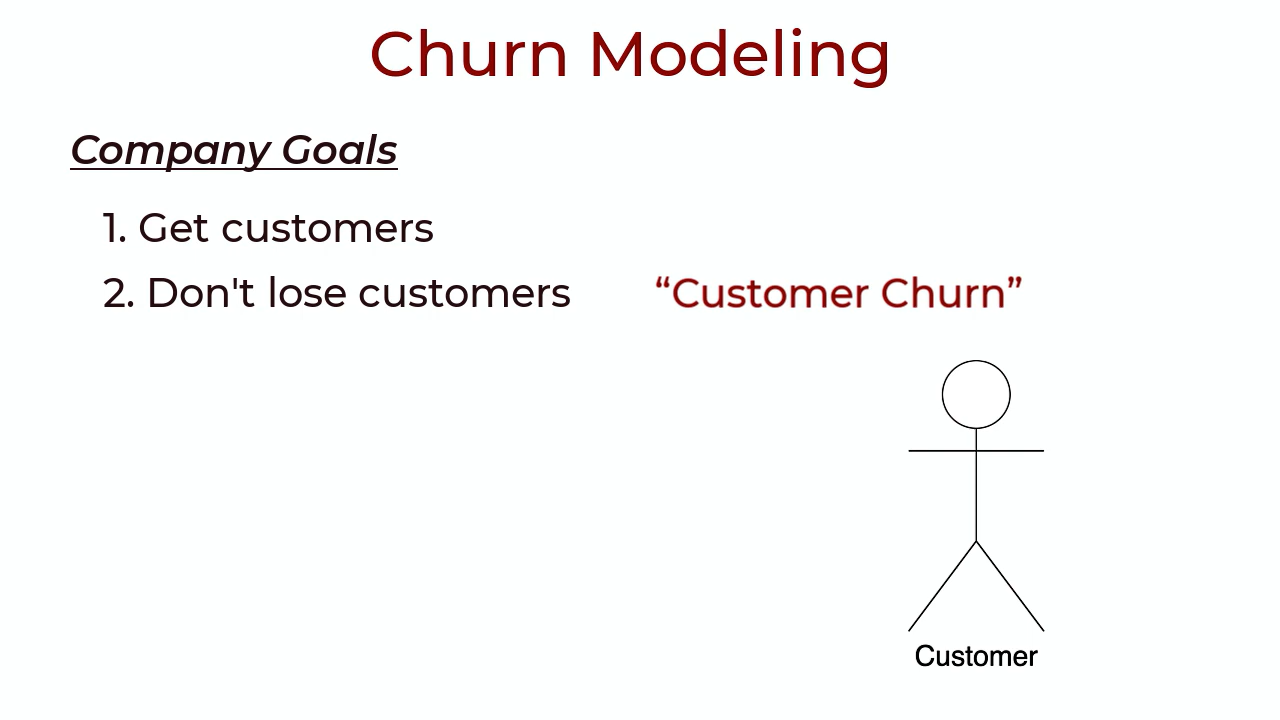 Churn Modeling
Company Goals
1. Get customers
2. Don't lose customers “Customer Churn”
Customer